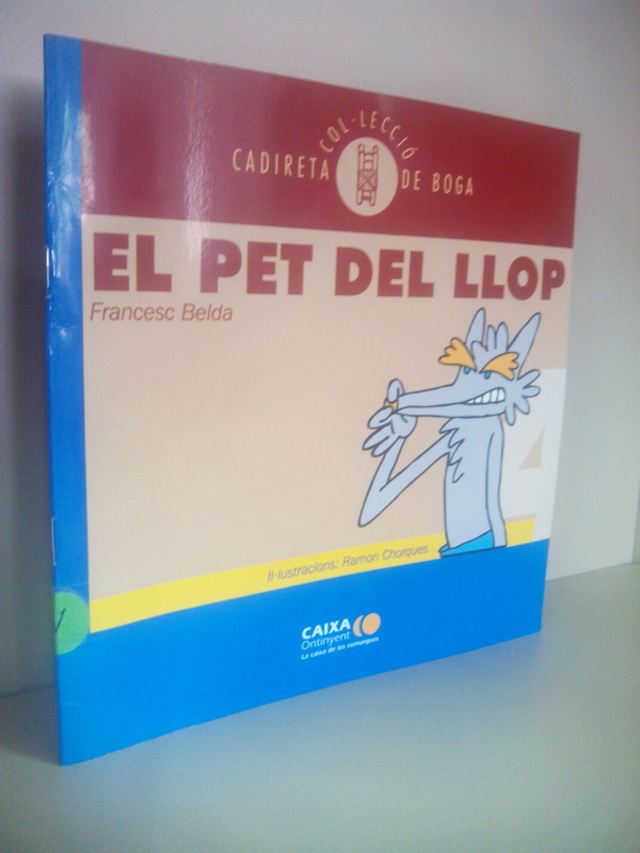 COL·LECCIÓ
CADIRETA DE BOGA
EL PET DEL LLOP
Francesc Belda
4
Il·lustracions: Ramon Chorques
CAIXA
Ontinyent
La caixa de les comarques